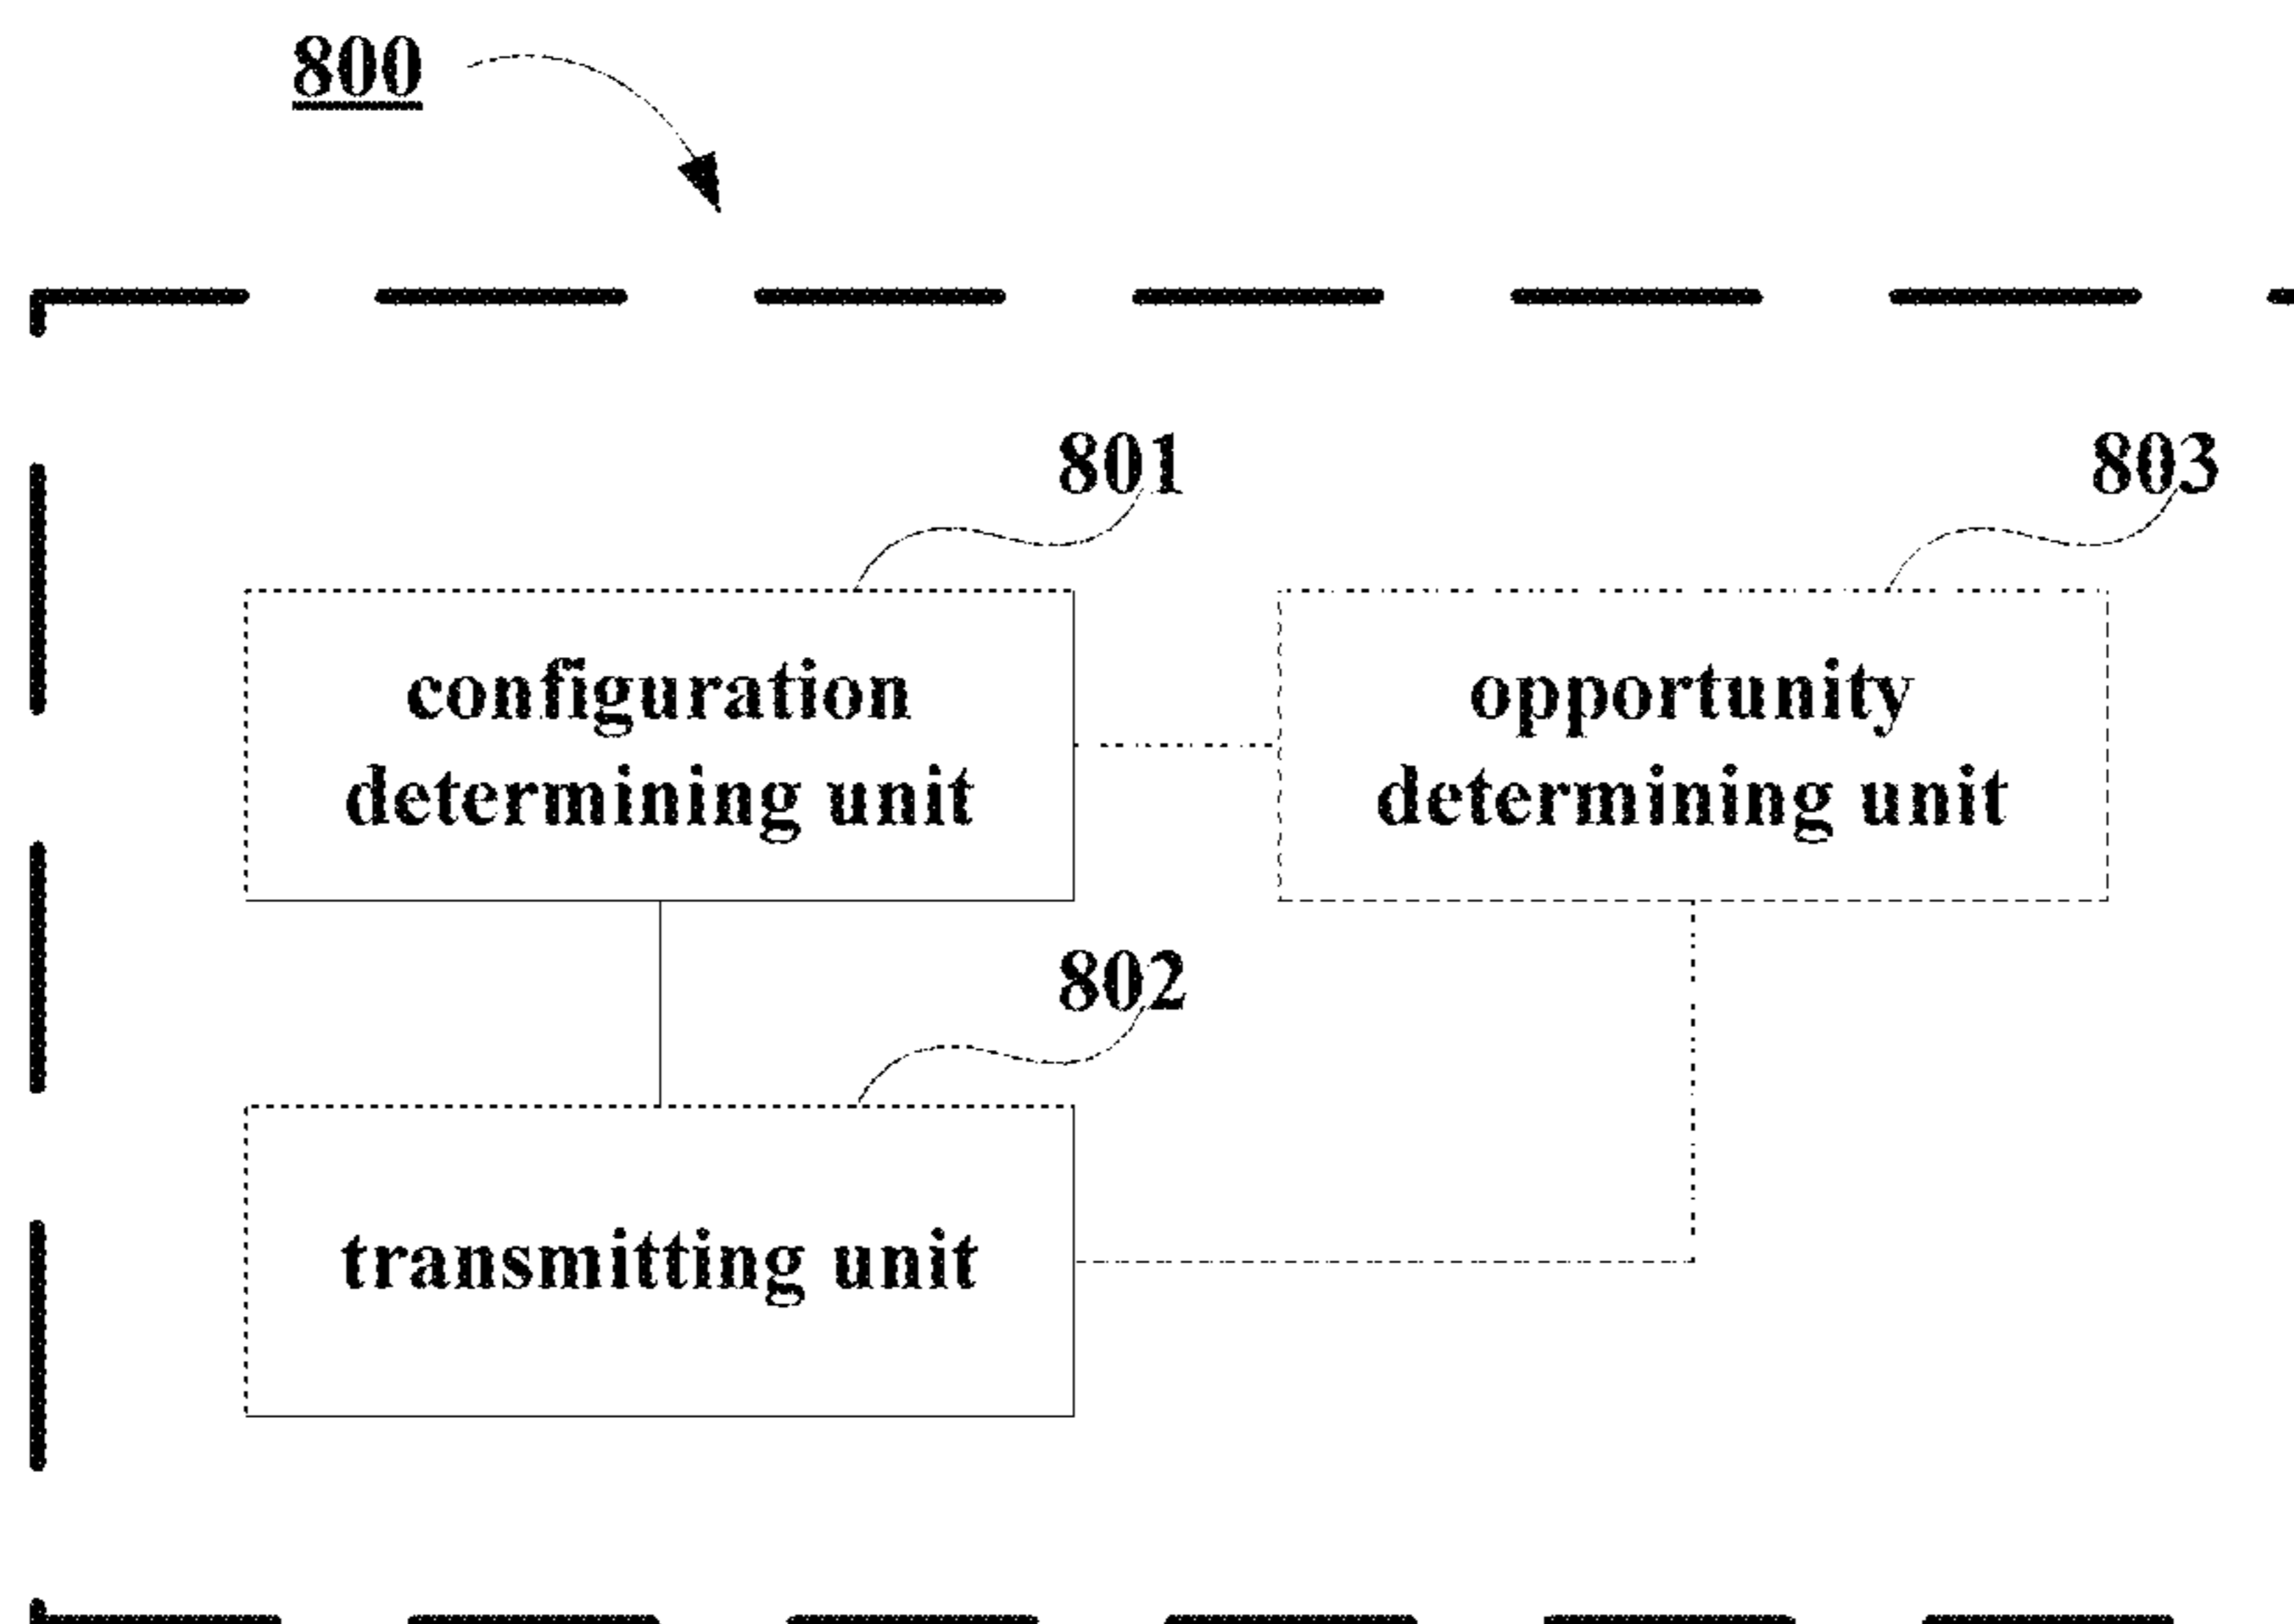 800
801
803
configuration
determining unit
opportunity
determining unit
802
transmitting unit